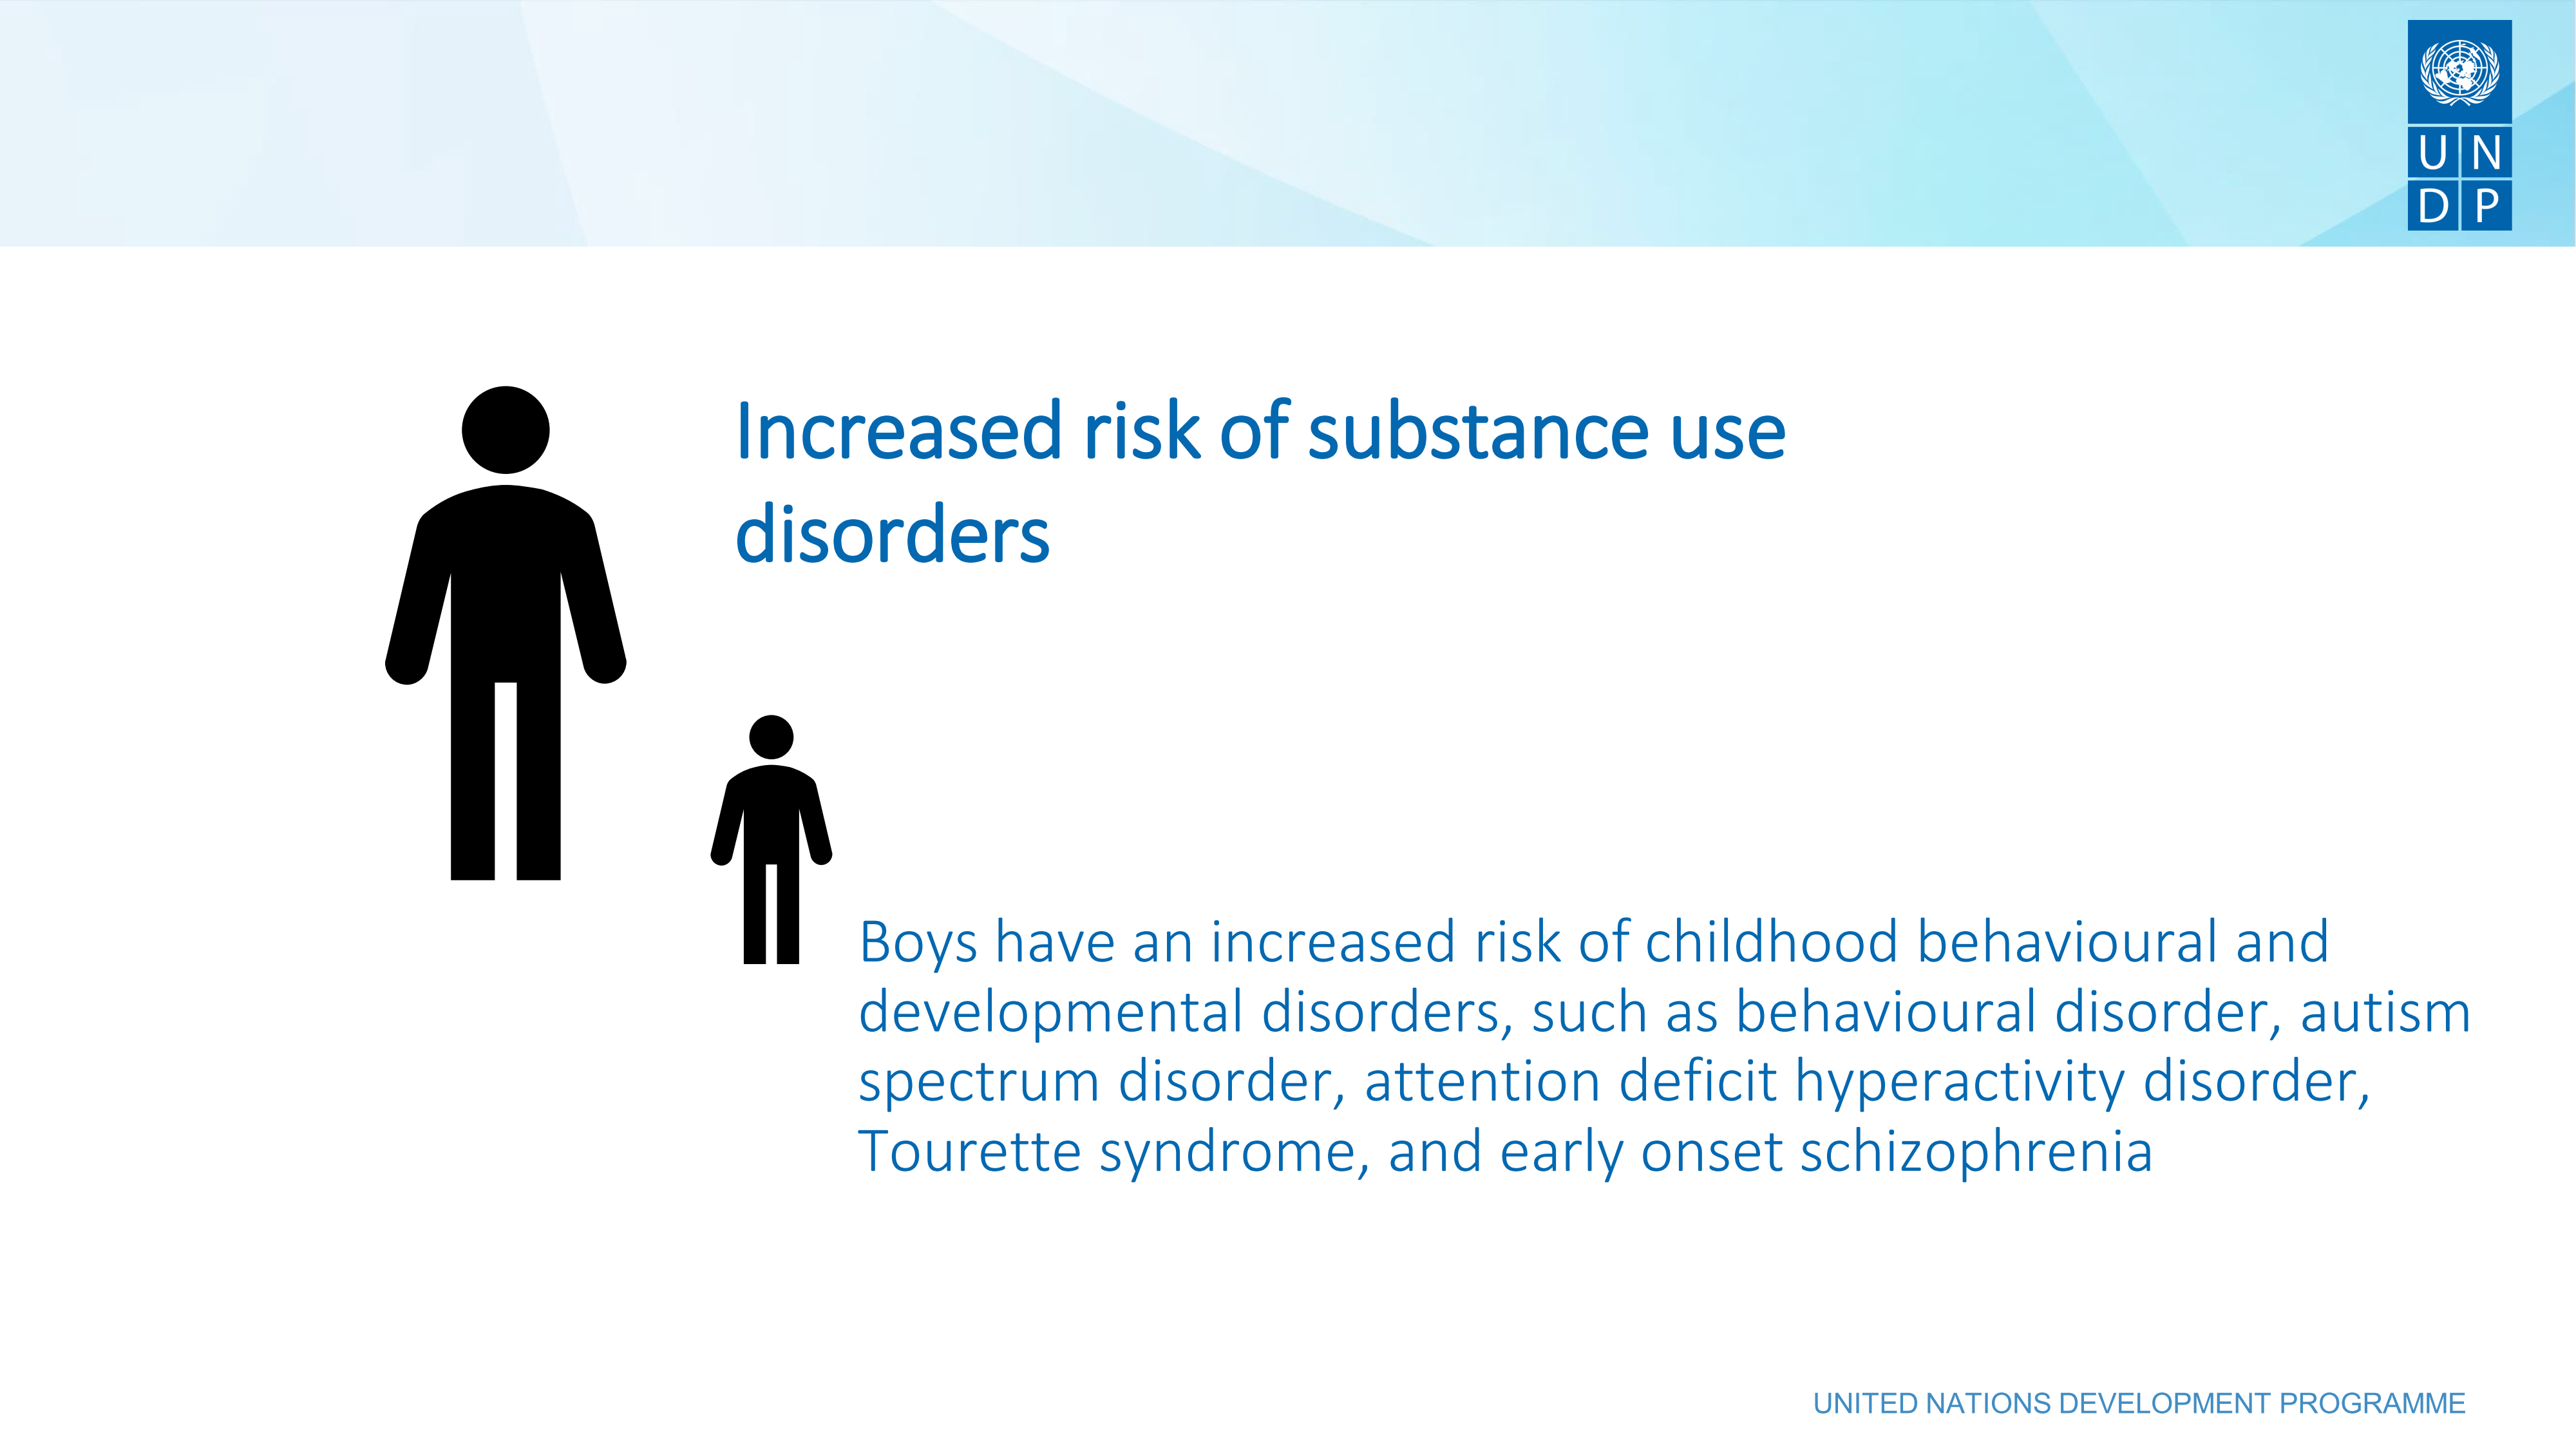 U N
D P
Increased risk of substance use
disorders
Boys have an increased risk of childhood behavioural and
developmental disorders, such as behavioural disorder, autism
spectrum disorder, attention deficit hyperactivity disorder,
Tourette syndrome, and early onset schizophrenia
UNITED NATIONS DEVELOPMENT PROGRAMME